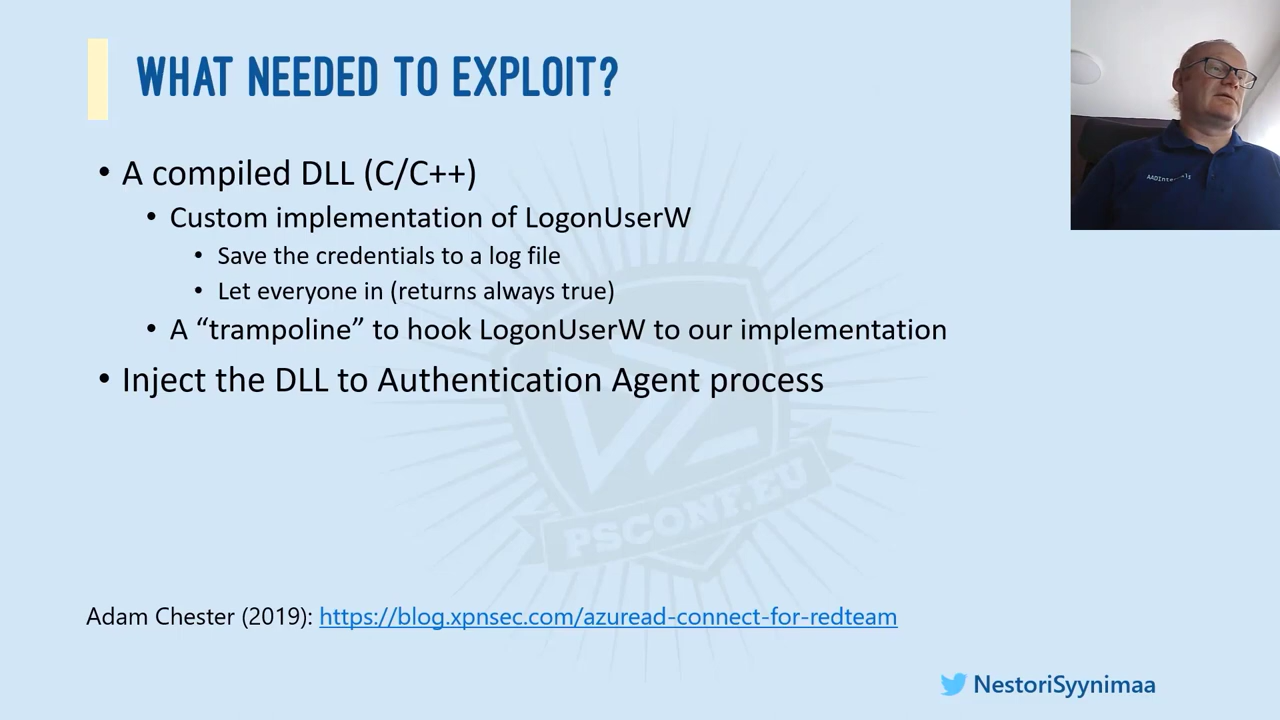 WHAT NEEDED TO EXPLOIT?
• A compiled DLL (C/C++)
• Custom implementation of LogonUserW
• Save the credentials to a log file
• Let everyone in (returns always true)
• A “trampoline” to hook LogonUserW to our implementation
• Inject the DLL to Authentication Agent process
PSCONF.EU
Adam Chester (2019): https://blog.xpnsec.com/azuread-connect-for-redteam
NestoriSyynimaa